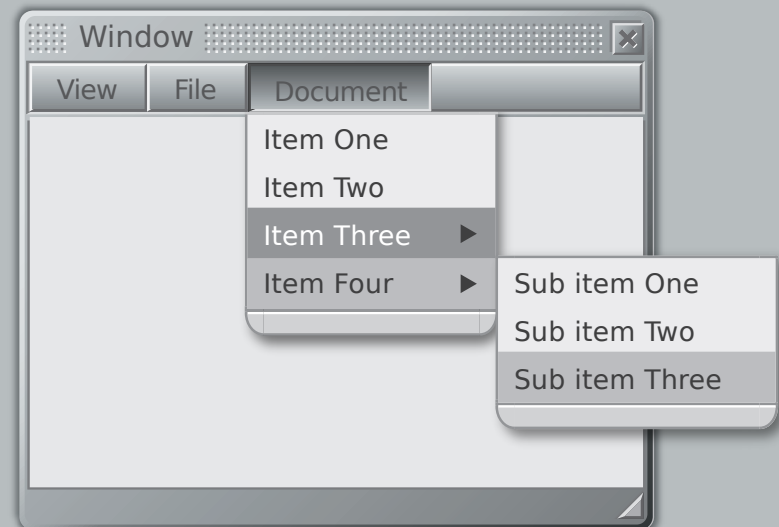 Window
View File Document
Item One
Item Two
Item Three
Item Four
Sub item One
Sub item Two
Sub item Three